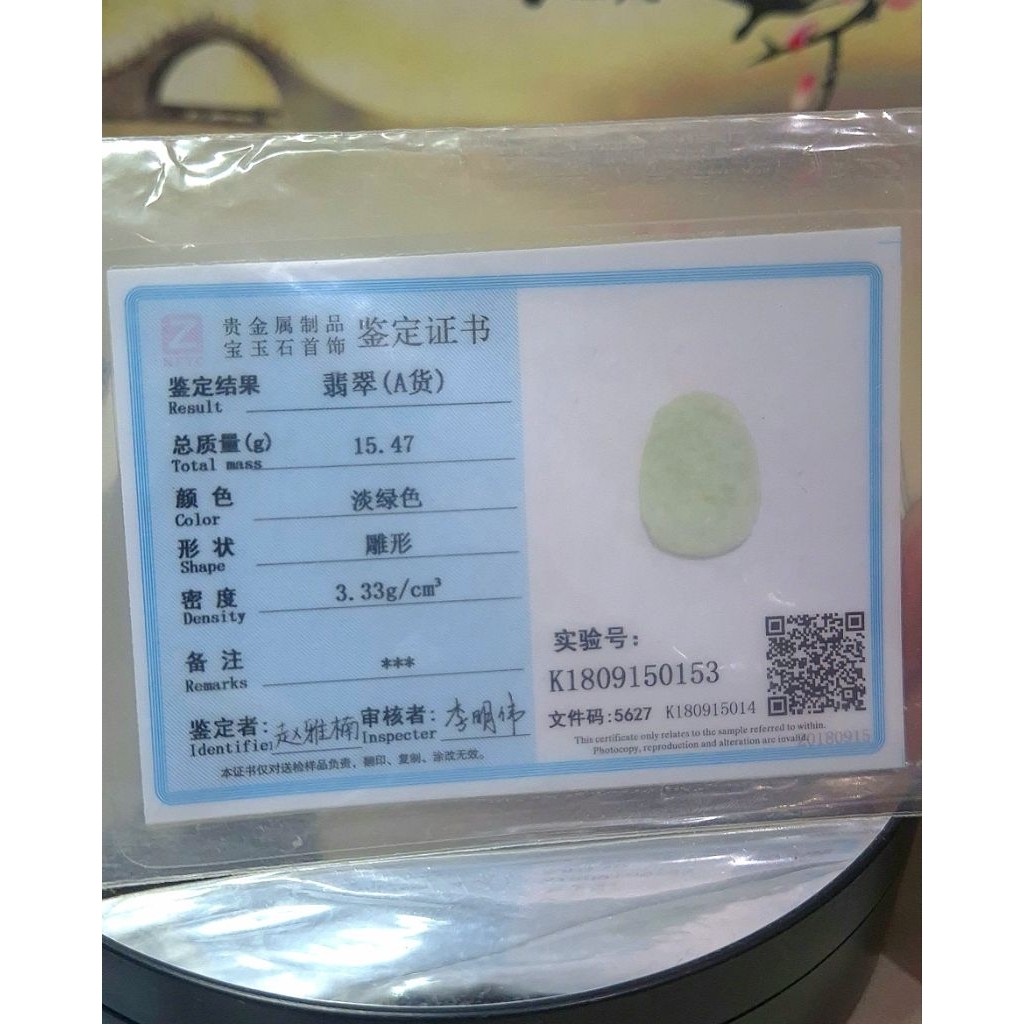 贵金属制品
宝玉石首饰
鉴定证书
鉴定结果 翡翠(A货)
Result
总质量(g) 15.47
Total mass
颜色 淡绿色
Color
形状 雕形
Shape
密度 3.33g/cm³
Density
备注 ***
Remarks
鉴定者: 赵雅楠 审核者: 李明伟
Identifie Inspecter
本证书仅对送检样品负责, 翻印、复制、涂改无效。
实验号:
K1809150153
文件码:5627 K180915014
This certificate only relates to the sample referred to within.
Photocopy, reproduction and alteration are invalid.
20180915